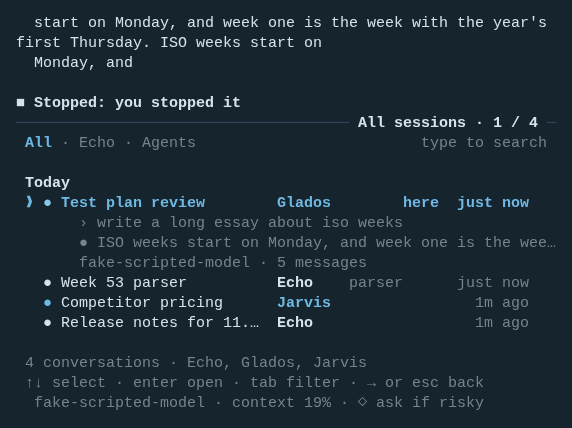 start on Monday, and week one is the week with the year's
first Thursday. ISO weeks start on
Monday, and
■ Stopped: you stopped it
All sessions · 1 / 4
All · Echo · Agents type to search
Today
❫ ● Test plan review Glados here just now
› write a long essay about iso weeks
● ISO weeks start on Monday, and week one is the wee…
fake-scripted-model · 5 messages
● Week 53 parser Echo parser just now
● Competitor pricing Jarvis 1m ago
● Release notes for 11.… Echo 1m ago
4 conversations · Echo, Glados, Jarvis
↑↓ select · enter open · tab filter · → or esc back
fake-scripted-model · context 19% · ◇ ask if risky